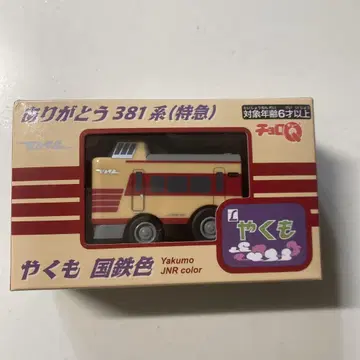 ありがとう381系(特急)
対象年齢6才以上
チョロQ
やくも 国鉄色
Yakumo
JNR color
やくも